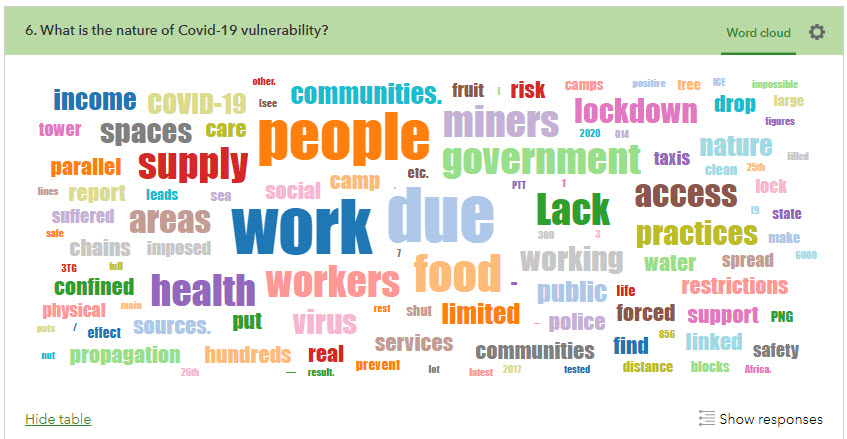 6. What is the nature of Covid-19 vulnerability?
Word cloud
other. positive tree ICE impossible
income COVID-19 (see communities. fruit ( risk camps lockdown drop large
tower spaces care people miners 2020 014 figures
parallel supply etc. government taxis nature clean 25th filled
lines report leads sea social camp . PTT 1 access lock
suffered areas work due Lack (9 state
safe chains imposed 7 300 3 practices make
3TG full working water spread 6000
confined health workers food - public life restrictions
physical main rest shut limited forced support PNG
puts / effect sources. put virus _ police 856 linked
nut propagation hundreds real services communities find safety
26th — result. prevent lot latest 2017 tested distance blocks Africa.
Hide table
Show responses